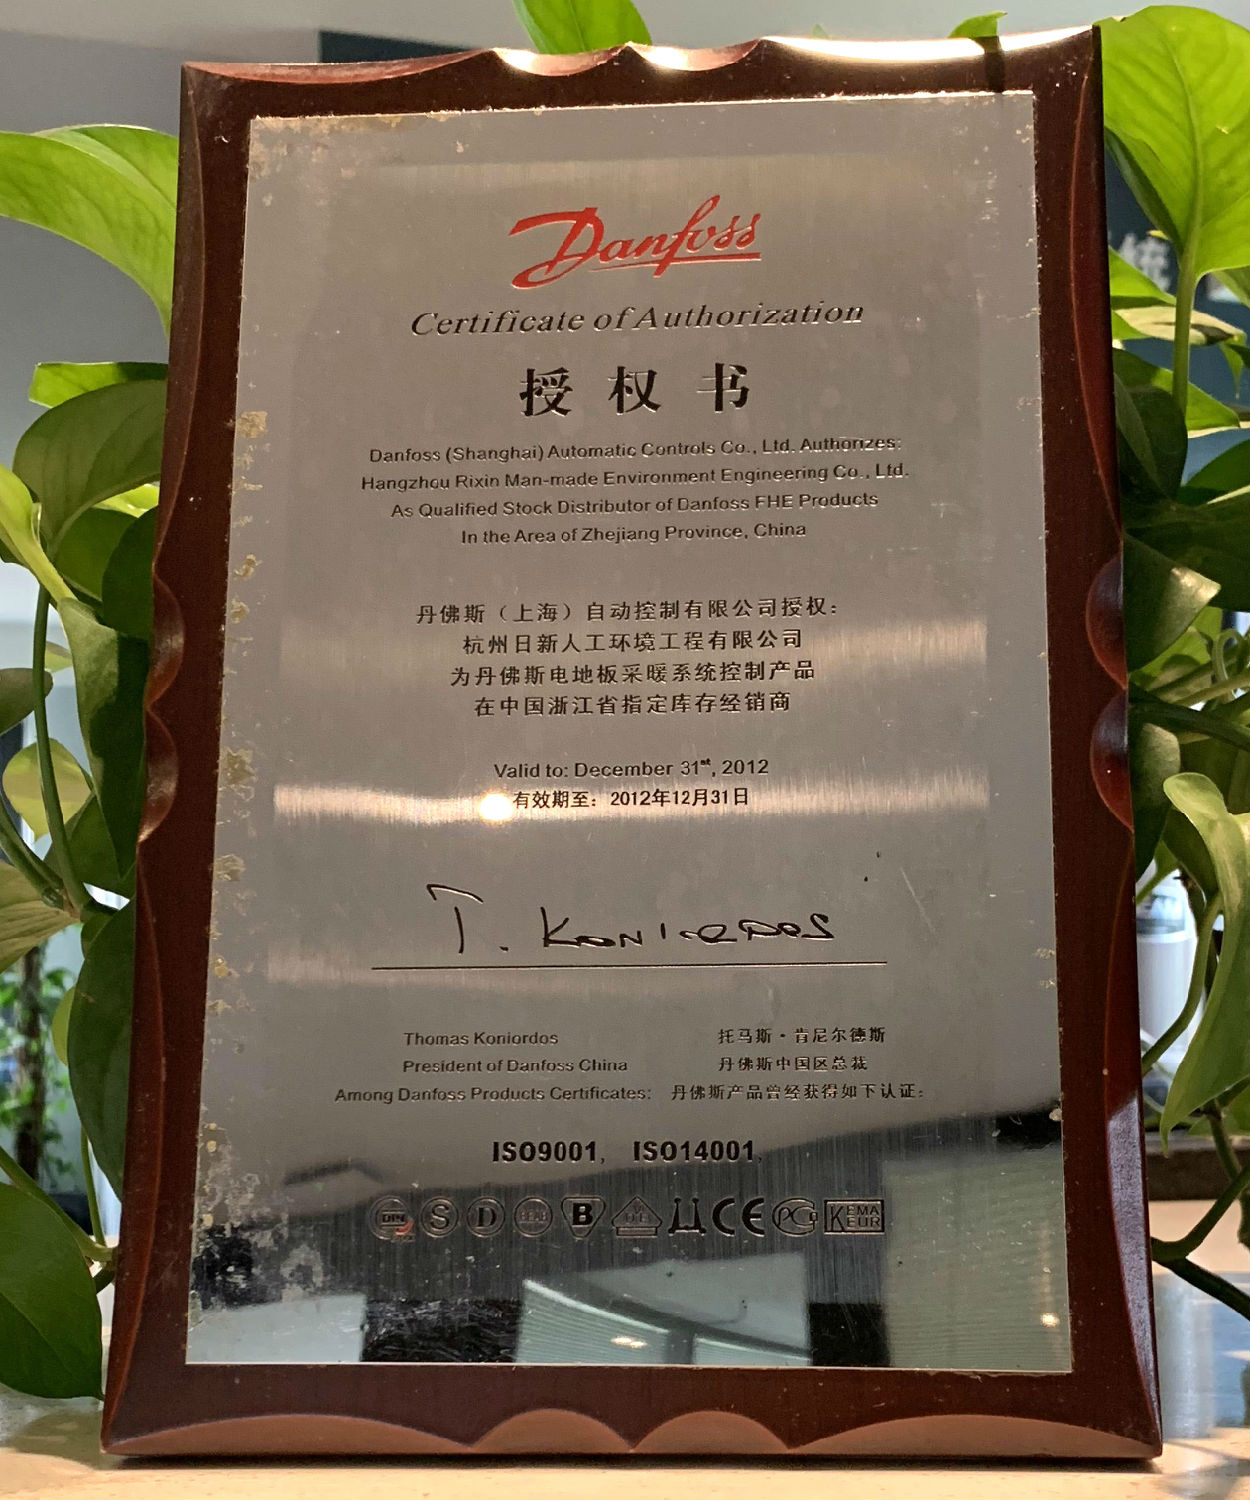 Danfoss
Certificate of Authorization
授权书
Danfoss (Shanghai) Automatic Controls Co., Ltd. Authorizes:
Hangzhou Rixin Man-made Environment Engineering Co., Ltd.
As Qualified Stock Distributor of Danfoss FHE Products
In the Area of Zhejiang Province, China
丹佛斯（上海）自动控制有限公司授权：
杭州日新人工环境工程有限公司
为丹佛斯电地板采暖系统控制产品
在中国浙江省指定库存经销商
Valid to: December 31st, 2012
有效期至：2012年12月31日
T. Koniordos
Thomas Koniordos 托马斯·肯尼尔德斯
President of Danfoss China 丹佛斯中国区总裁
Among Danfoss Products Certificates: 丹佛斯产品曾经获得如下认证：
ISO9001, ISO14001,
DIN S D B CE KEMA EUR
统